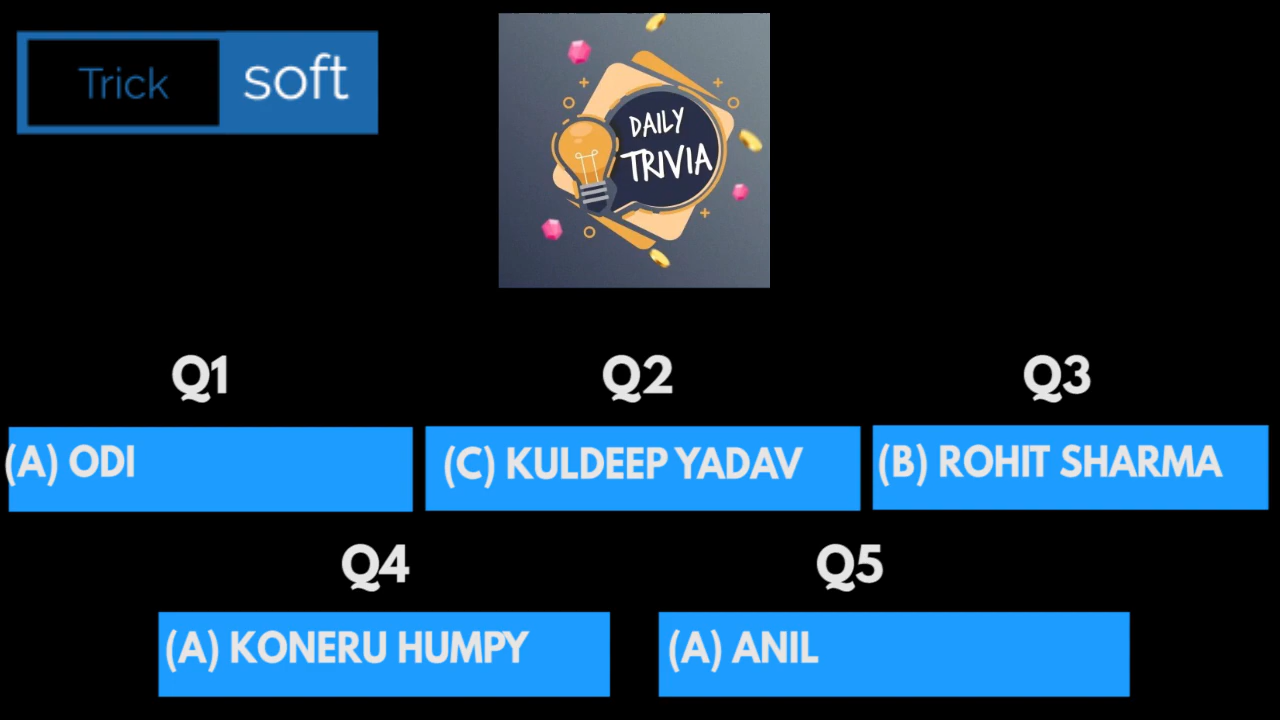 Trick soft
DAILY
TRIVIA
Q1 Q2 Q3
(A) ODI (C) KULDEEP YADAV (B) ROHIT SHARMA
Q4 Q5
(A) KONERU HUMPY (A) ANIL